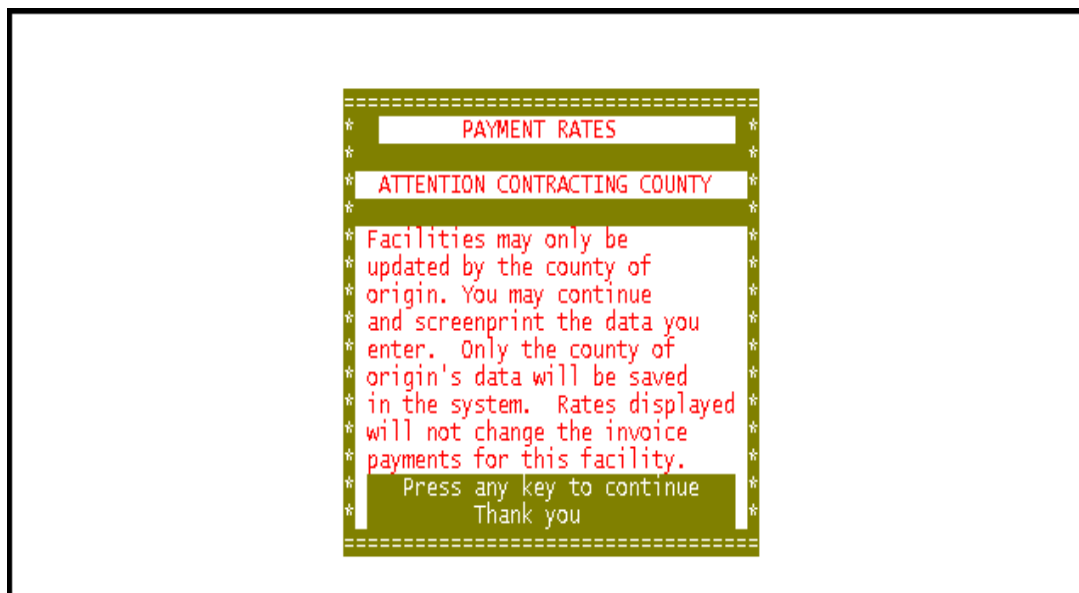 ===================================
* PAYMENT RATES *
* *
* ATTENTION CONTRACTING COUNTY *
* *
* Facilities may only be *
* updated by the county of *
* origin. You may continue *
* and screenprint the data you *
* enter.  Only the county of *
* origin's data will be saved *
* in the system.  Rates displayed *
* will not change the invoice *
* payments for this facility. *
* Press any key to continue *
* Thank you *
===================================